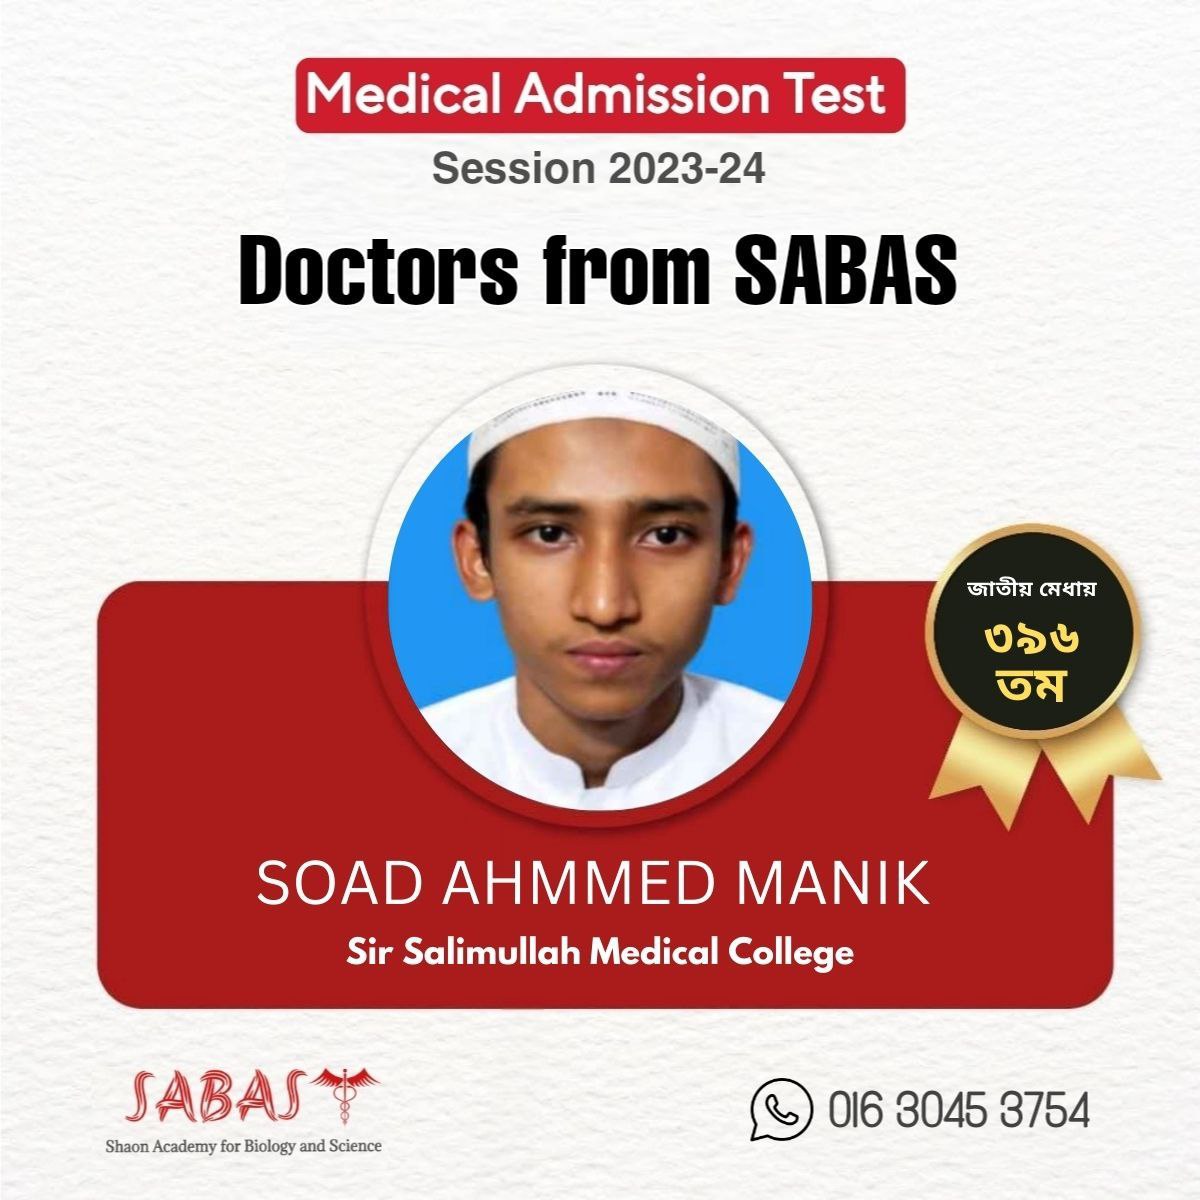 Medical Admission Test
Session 2023-24
Doctors from SABAS
জাতীয় মেধায়
৩৯৬
তম
SOAD AHMMED MANIK
Sir Salimullah Medical College
SABAS
Shaon Academy for Biology and Science
016 3045 3754